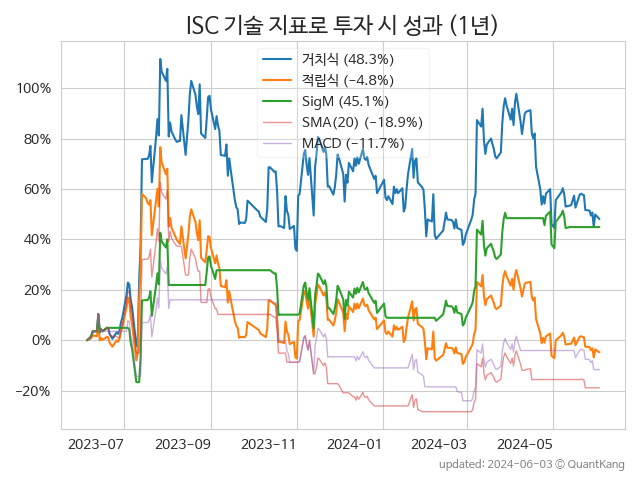 ISC 기술 지표로 투자 시 성과 (1년)
거치식 (48.3%)
적립식 (−4.8%)
SigM (45.1%)
SMA(20) (−18.9%)
MACD (−11.7%)
100%
80%
60%
40%
20%
0%
−20%
2023-07
2023-09
2023-11
2024-01
2024-03
2024-05
updated: 2024-06-03 ⓒ QuantKang